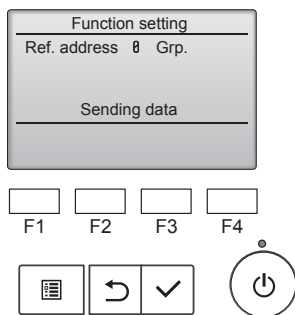 Function setting
Ref. address 0 Grp.
Sending data
F1 F2 F3 F4